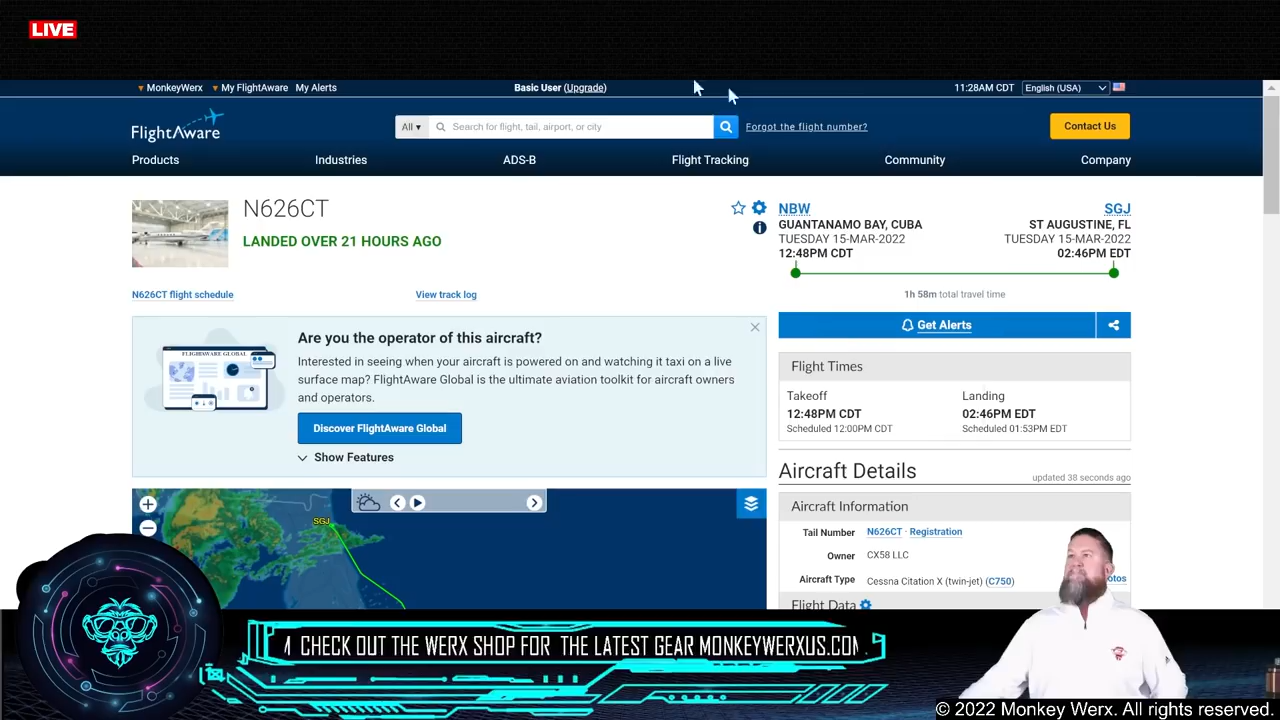 LIVE
MonkeyWerx My FlightAware My Alerts
Basic User (Upgrade)
11:28AM CDT English (USA)
FlightAware
All ▾ Search for flight, tail, airport, or city
Forgot the flight number?
Contact Us
Products Industries ADS-B Flight Tracking Community Company
N626CT
LANDED OVER 21 HOURS AGO
N626CT flight schedule
View track log
NBW SGJ
GUANTANAMO BAY, CUBA ST AUGUSTINE, FL
TUESDAY 15-MAR-2022 TUESDAY 15-MAR-2022
12:48PM CDT 02:46PM EDT
1h 58m total travel time
Get Alerts
Are you the operator of this aircraft?
Interested in seeing when your aircraft is powered on and watching it taxi on a live
surface map? FlightAware Global is the ultimate aviation toolkit for aircraft owners
and operators.
FLIGHTAWARE GLOBAL
Discover FlightAware Global
Show Features
Flight Times
Takeoff Landing
12:48PM CDT 02:46PM EDT
Scheduled 12:00PM CDT Scheduled 01:53PM EDT
Aircraft Details
updated 38 seconds ago
Aircraft Information
Tail Number N626CT · Registration
Owner CX58 LLC
Aircraft Type Cessna Citation X (twin-jet) (C750)
otos
Flight Data
SGJ
CHECK OUT THE WERX SHOP FOR THE LATEST GEAR MONKEYWERXUS.COM
© 2022 Monkey Werx. All rights reserved.